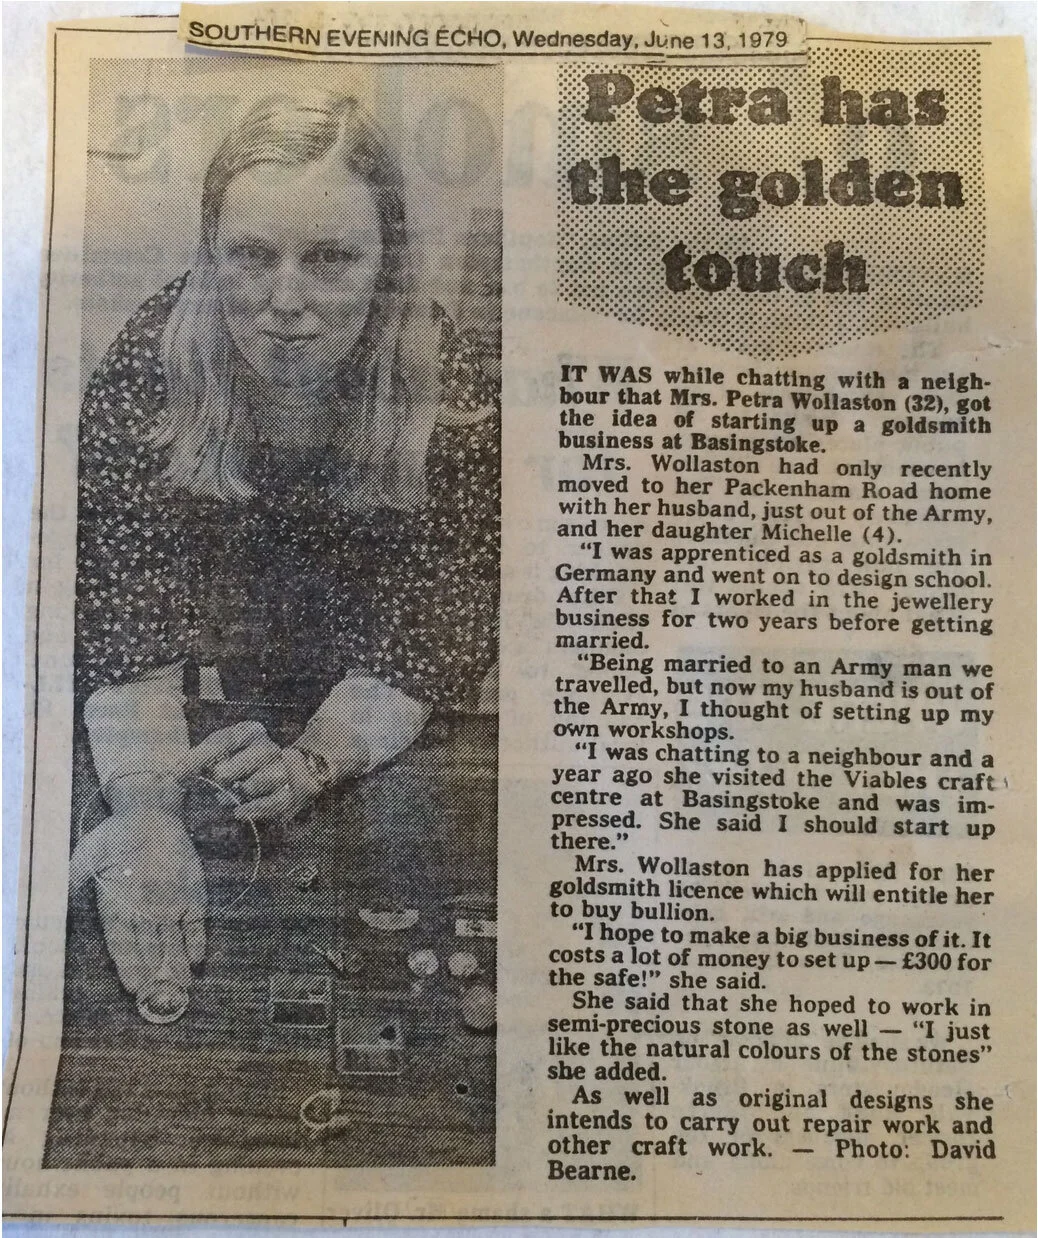 SOUTHERN EVENING ECHO, Wednesday, June 13, 1979
Petra has
the golden
touch
IT WAS while chatting with a neigh-
bour that Mrs. Petra Wollaston (32), got
the idea of starting up a goldsmith
business at Basingstoke.
Mrs. Wollaston had only recently
moved to her Packenham Road home
with her husband, just out of the Army,
and her daughter Michelle (4).
"I was apprenticed as a goldsmith in
Germany and went on to design school.
After that I worked in the jewellery
business for two years before getting
married.
"Being married to an Army man we
travelled, but now my husband is out of
the Army, I thought of setting up my
own workshops.
"I was chatting to a neighbour and a
year ago she visited the Viables craft
centre at Basingstoke and was im-
pressed. She said I should start up
there."
Mrs. Wollaston has applied for her
goldsmith licence which will entitle her
to buy bullion.
"I hope to make a big business of it. It
costs a lot of money to set up — £300 for
the safe!" she said.
She said that she hoped to work in
semi-precious stone as well — "I just
like the natural colours of the stones"
she added.
As well as original designs she
intends to carry out repair work and
other craft work. — Photo: David
Bearne.